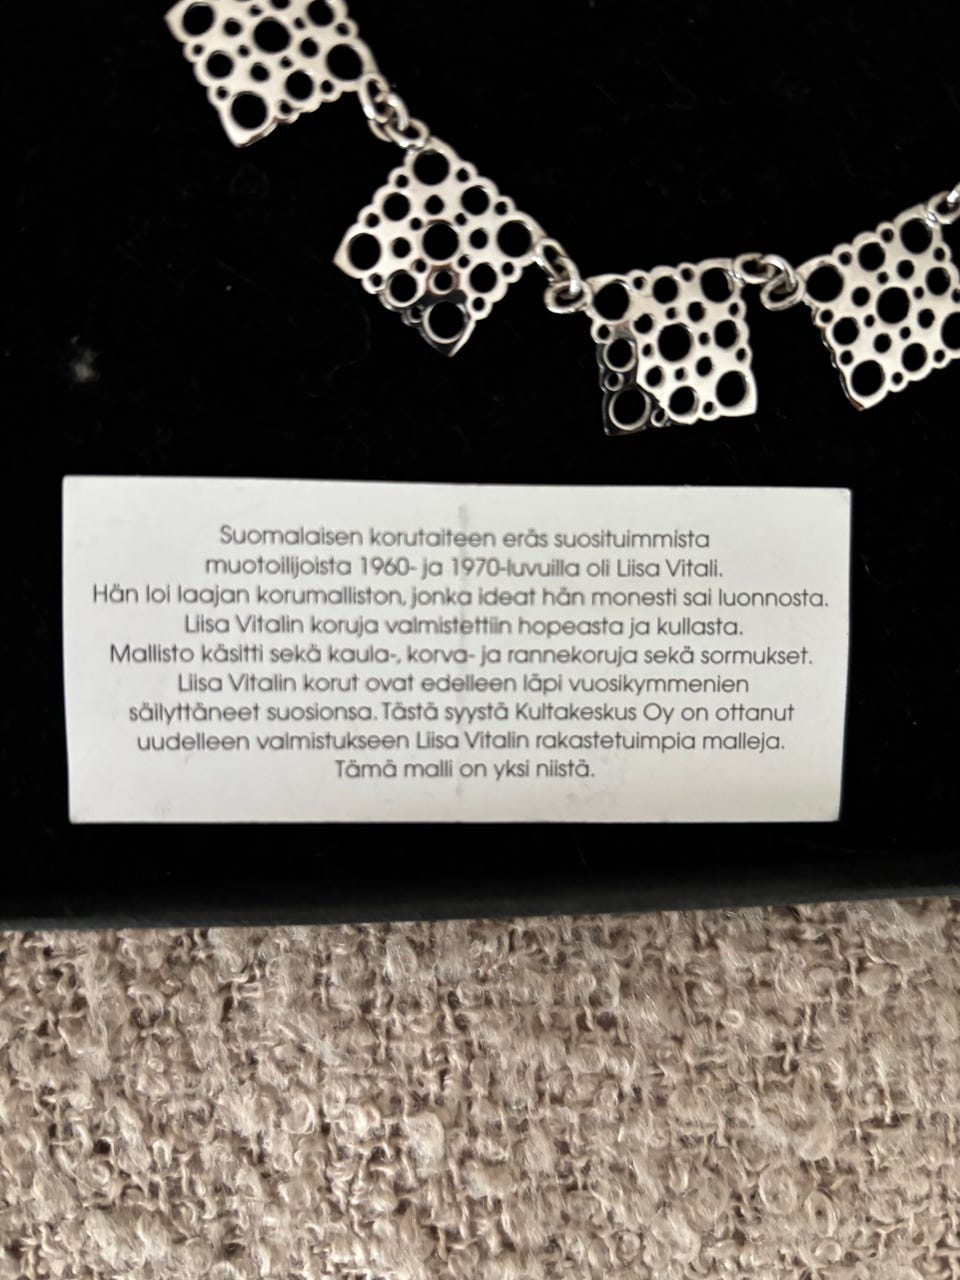 Suomalaisen korutaiteen eräs suosituimmista
muotoilijoista 1960- ja 1970-luvuilla oli Liisa Vitali.
Hän loi laajan korumalliston, jonka ideat hän monesti sai luonnosta.
Liisa Vitalin koruja valmistettiin hopeasta ja kullasta.
Mallisto käsitti sekä kaula-, korva- ja rannekoruja sekä sormukset.
Liisa Vitalin korut ovat edelleen läpi vuosikymmenien
säilyttäneet suosionsa. Tästä syystä Kultakeskus Oy on ottanut
uudelleen valmistukseen Liisa Vitalin rakastetuimpia malleja.
Tämä malli on yksi niistä.